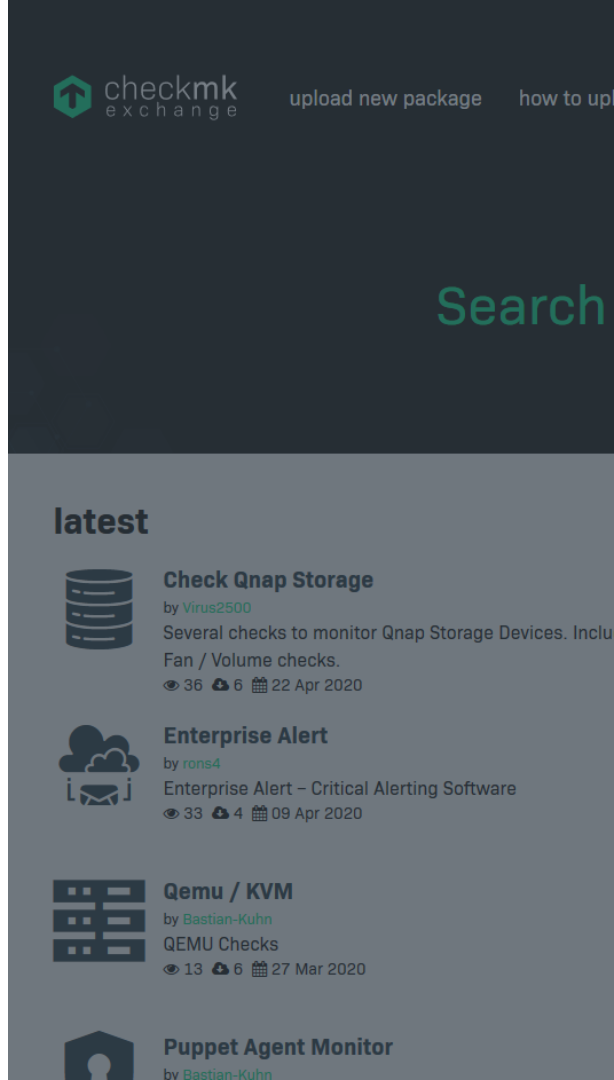 checkmk
exchange
upload new package how to upl
Search
latest
Check Qnap Storage
by Virus2500
Several checks to monitor Qnap Storage Devices. Inclu
Fan / Volume checks.
36 6 22 Apr 2020
Enterprise Alert
by rons4
Enterprise Alert – Critical Alerting Software
33 4 09 Apr 2020
Qemu / KVM
by Bastian-Kuhn
QEMU Checks
13 6 27 Mar 2020
Puppet Agent Monitor
by Bastian-Kuhn